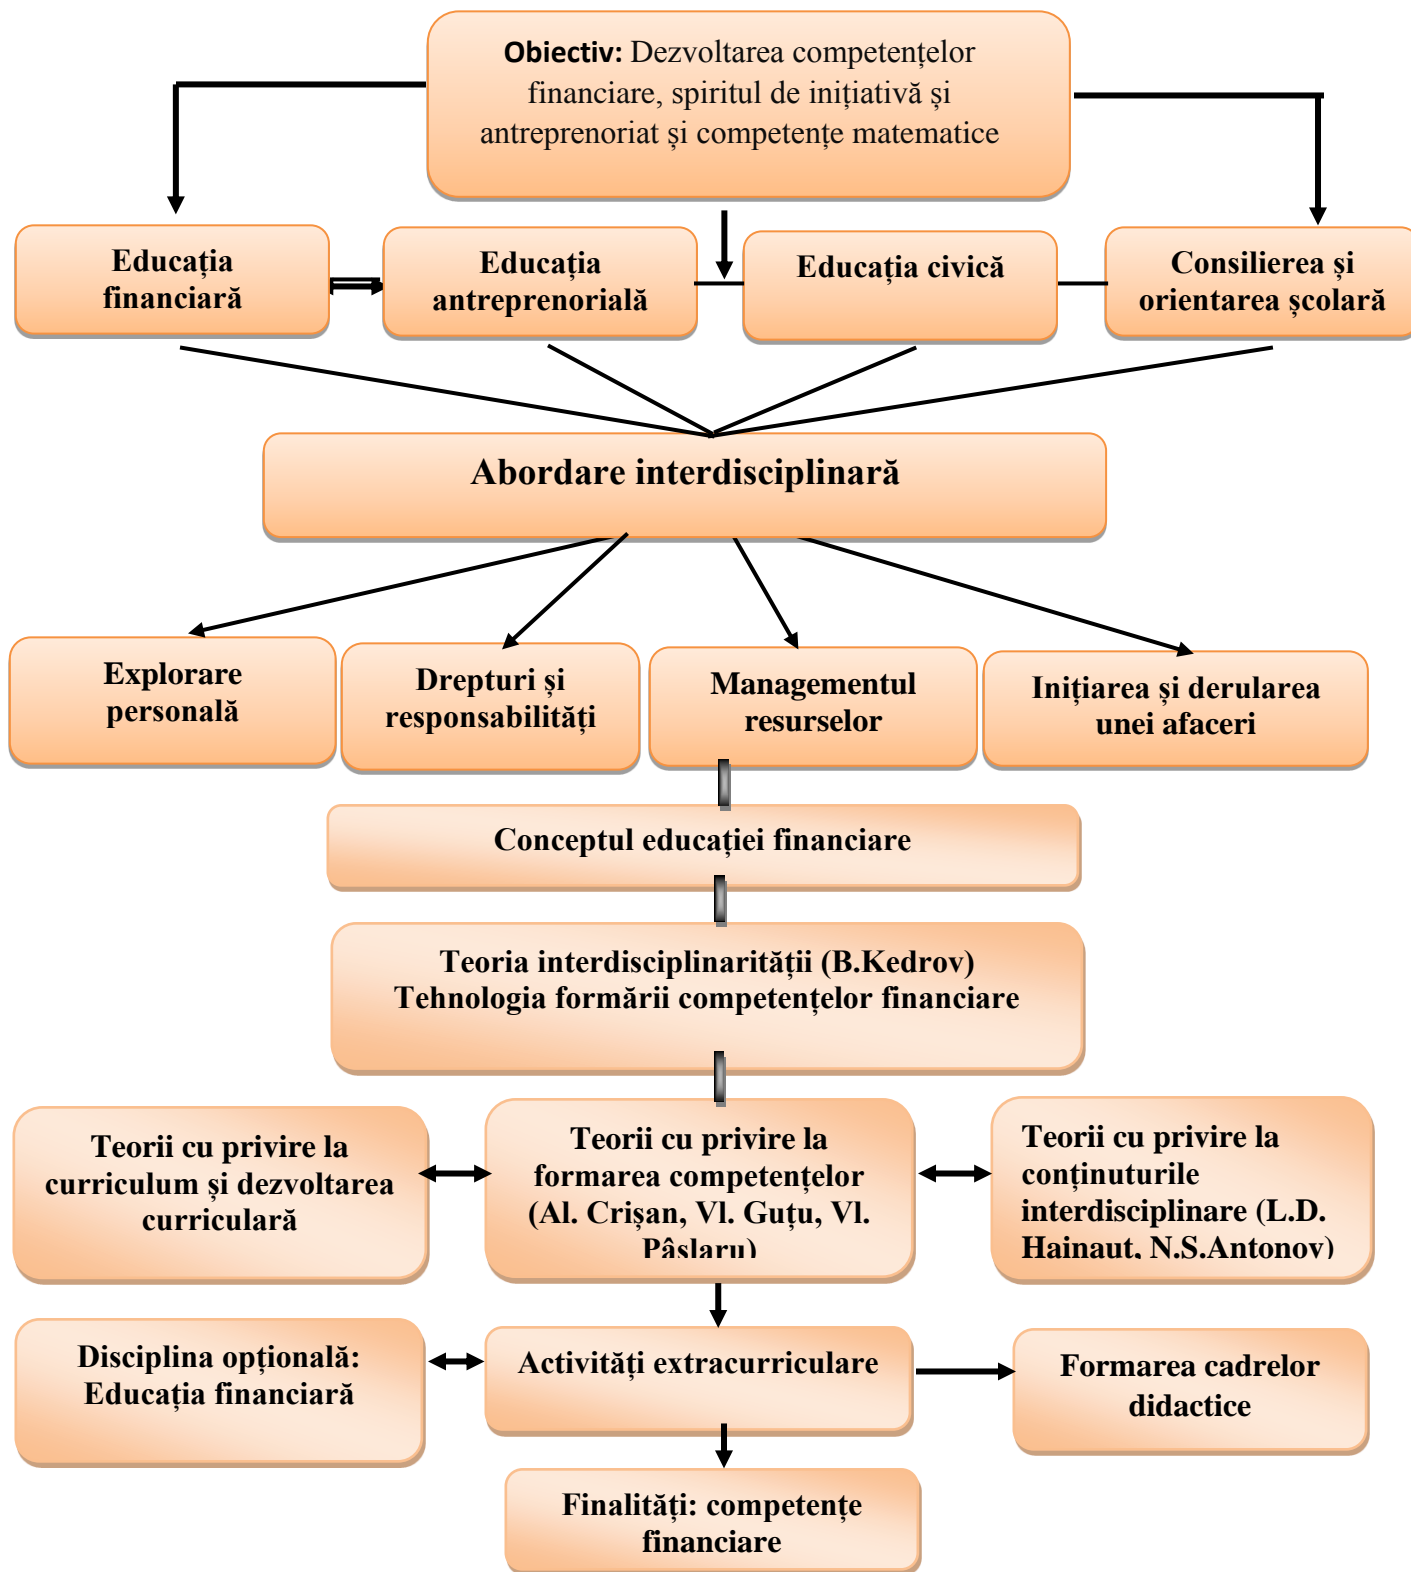 Obiectiv: Dezvoltarea competențelor
financiare, spiritul de inițiativă și
antreprenoriat și competențe matematice
Educația
financiară
Educația
antreprenorială
Educația civică
Consilierea și
orientarea școlară
Abordare interdisciplinară
Explorare
personală
Drepturi și
responsabilități
Managementul
resurselor
Inițiarea și derularea
unei afaceri
Conceptul educației financiare
Teoria interdisciplinarității (B.Kedrov)
Tehnologia formării competențelor financiare
Teorii cu privire la
curriculum și dezvoltarea
curriculară
Teorii cu privire la
formarea competențelor
(Al. Crișan, Vl. Guțu, Vl.
Pâslaru)
Teorii cu privire la
conținuturile
interdisciplinare (L.D.
Hainaut, N.S.Antonov)
Disciplina opțională:
Educația financiară
Activități extracurriculare
Formarea cadrelor
didactice
Finalități: competențe
financiare